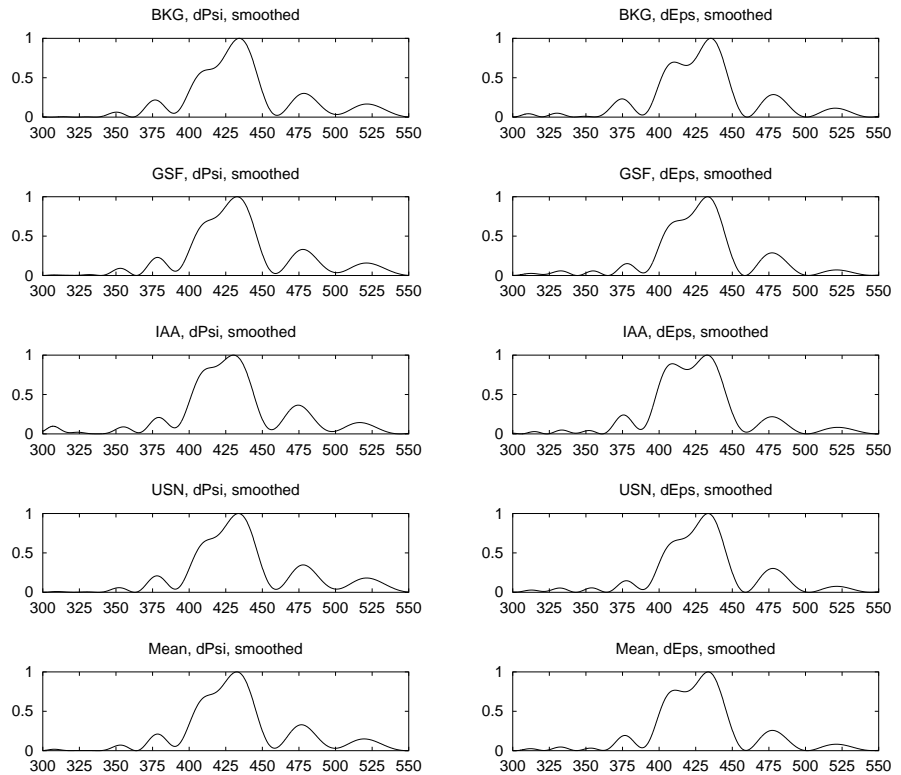 BKG, dPsi, smoothed
1
0.5
0
300 325 350 375 400 425 450 475 500 525 550
BKG, dEps, smoothed
1
0.5
0
300 325 350 375 400 425 450 475 500 525 550
GSF, dPsi, smoothed
1
0.5
0
300 325 350 375 400 425 450 475 500 525 550
GSF, dEps, smoothed
1
0.5
0
300 325 350 375 400 425 450 475 500 525 550
IAA, dPsi, smoothed
1
0.5
0
300 325 350 375 400 425 450 475 500 525 550
IAA, dEps, smoothed
1
0.5
0
300 325 350 375 400 425 450 475 500 525 550
USN, dPsi, smoothed
1
0.5
0
300 325 350 375 400 425 450 475 500 525 550
USN, dEps, smoothed
1
0.5
0
300 325 350 375 400 425 450 475 500 525 550
Mean, dPsi, smoothed
1
0.5
0
300 325 350 375 400 425 450 475 500 525 550
Mean, dEps, smoothed
1
0.5
0
300 325 350 375 400 425 450 475 500 525 550